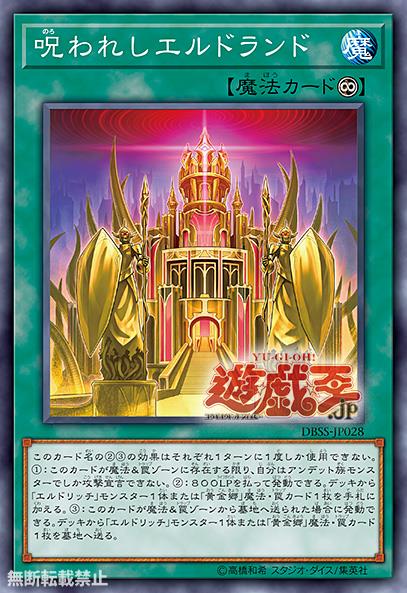 呪われしエルドランド
のろ
魔
【魔法カード∞】
ま ほう
YU-GI-OH!
遊戯王
.jp
DBSS-JP028
このカード名の②③の効果はそれぞれ1ターンに1度しか使用できない。
①：このカードが魔法＆罠ゾーンに存在する限り、自分はアンデット族モンス
ターでしか攻撃宣言できない。②：800LPを払って発動できる。デッキから
「エルドリッチ」モンスター1体または「黄金郷」魔法・罠カード1枚を手札に
加える。③：このカードが魔法＆罠ゾーンから墓地へ送られた場合に発動で
きる。デッキから「エルドリッチ」モンスター1体または「黄金郷」魔法・罠カード
1枚を墓地へ送る。
無断転載禁止
©高橋和希 スタジオ・ダイス/集英社